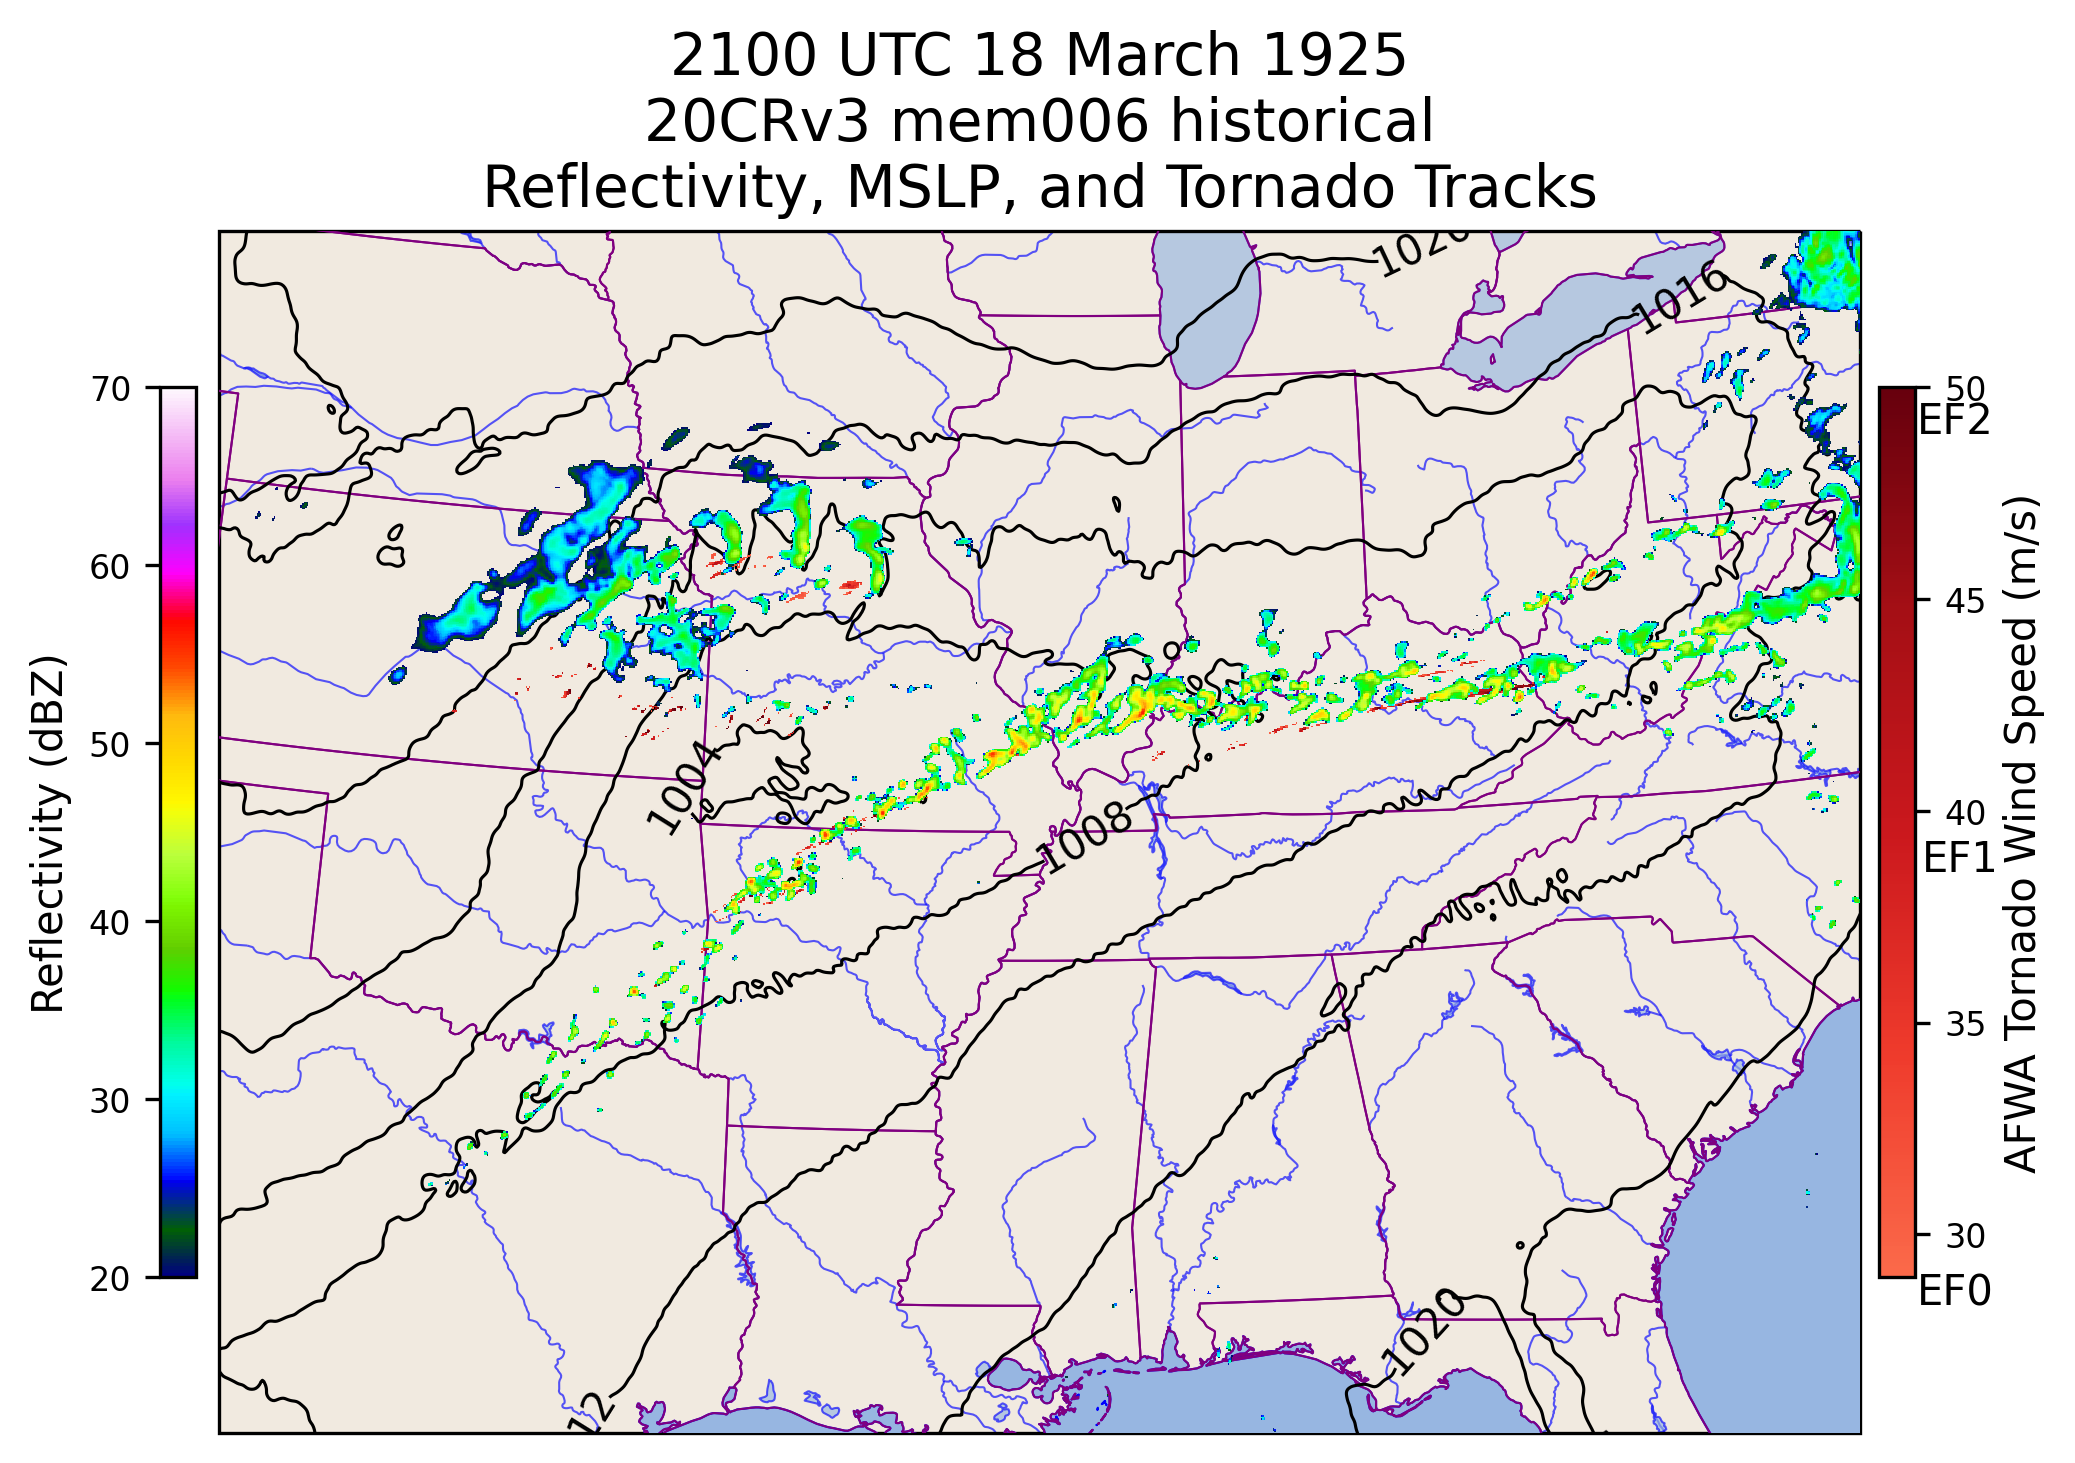 2100 UTC 18 March 1925
20CRv3 mem006 historical
Reflectivity, MSLP, and Tornado Tracks
1016
70
60
50
40
30
20
Reflectivity (dBZ)
1004
1008
12
1020
50
EF2
45
40
EF1
35
30
EF0
AFWA Tornado Wind Speed (m/s)